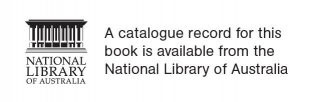 NATIONAL
LIBRARY
OF AUSTRALIA
A catalogue record for this
book is available from the
National Library of Australia